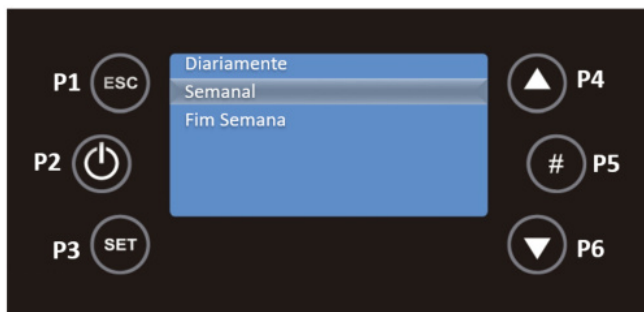 Diariamente
P1 ESC Semanal P4
Fim Semana
P2 # P5
P3 SET P6